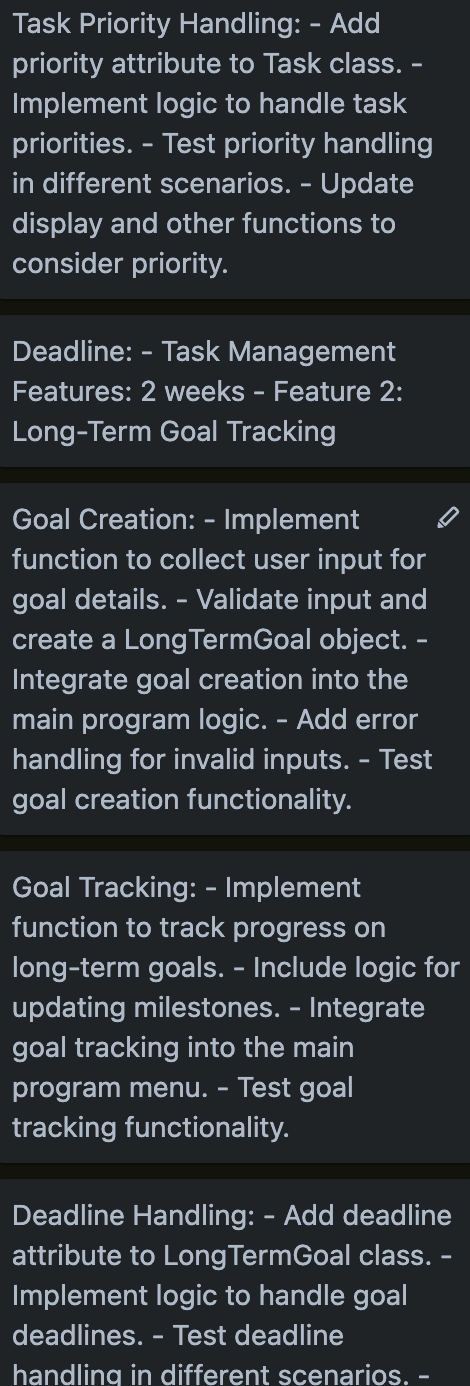 Task Priority Handling: - Add
priority attribute to Task class. -
Implement logic to handle task
priorities. - Test priority handling
in different scenarios. - Update
display and other functions to
consider priority.
Deadline: - Task Management
Features: 2 weeks - Feature 2:
Long-Term Goal Tracking
Goal Creation: - Implement
function to collect user input for
goal details. - Validate input and
create a LongTermGoal object. -
Integrate goal creation into the
main program logic. - Add error
handling for invalid inputs. - Test
goal creation functionality.
Goal Tracking: - Implement
function to track progress on
long-term goals. - Include logic for
updating milestones. - Integrate
goal tracking into the main
program menu. - Test goal
tracking functionality.
Deadline Handling: - Add deadline
attribute to LongTermGoal class. -
Implement logic to handle goal
deadlines. - Test deadline
handling in different scenarios. -